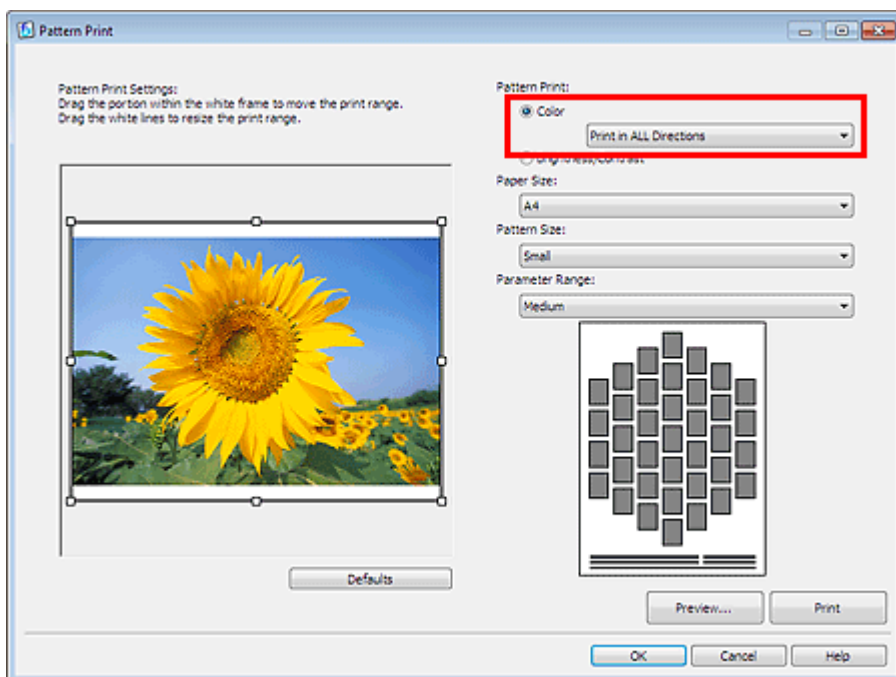 Pattern Print
Pattern Print Settings:
Drag the portion within the white frame to move the print range.
Drag the white lines to resize the print range.
Defaults
Pattern Print:
Color
Print in ALL Directions
Brightness/Contrast
Paper Size:
A4
Pattern Size:
Small
Parameter Range:
Medium
Preview...
Print
OK
Cancel
Help